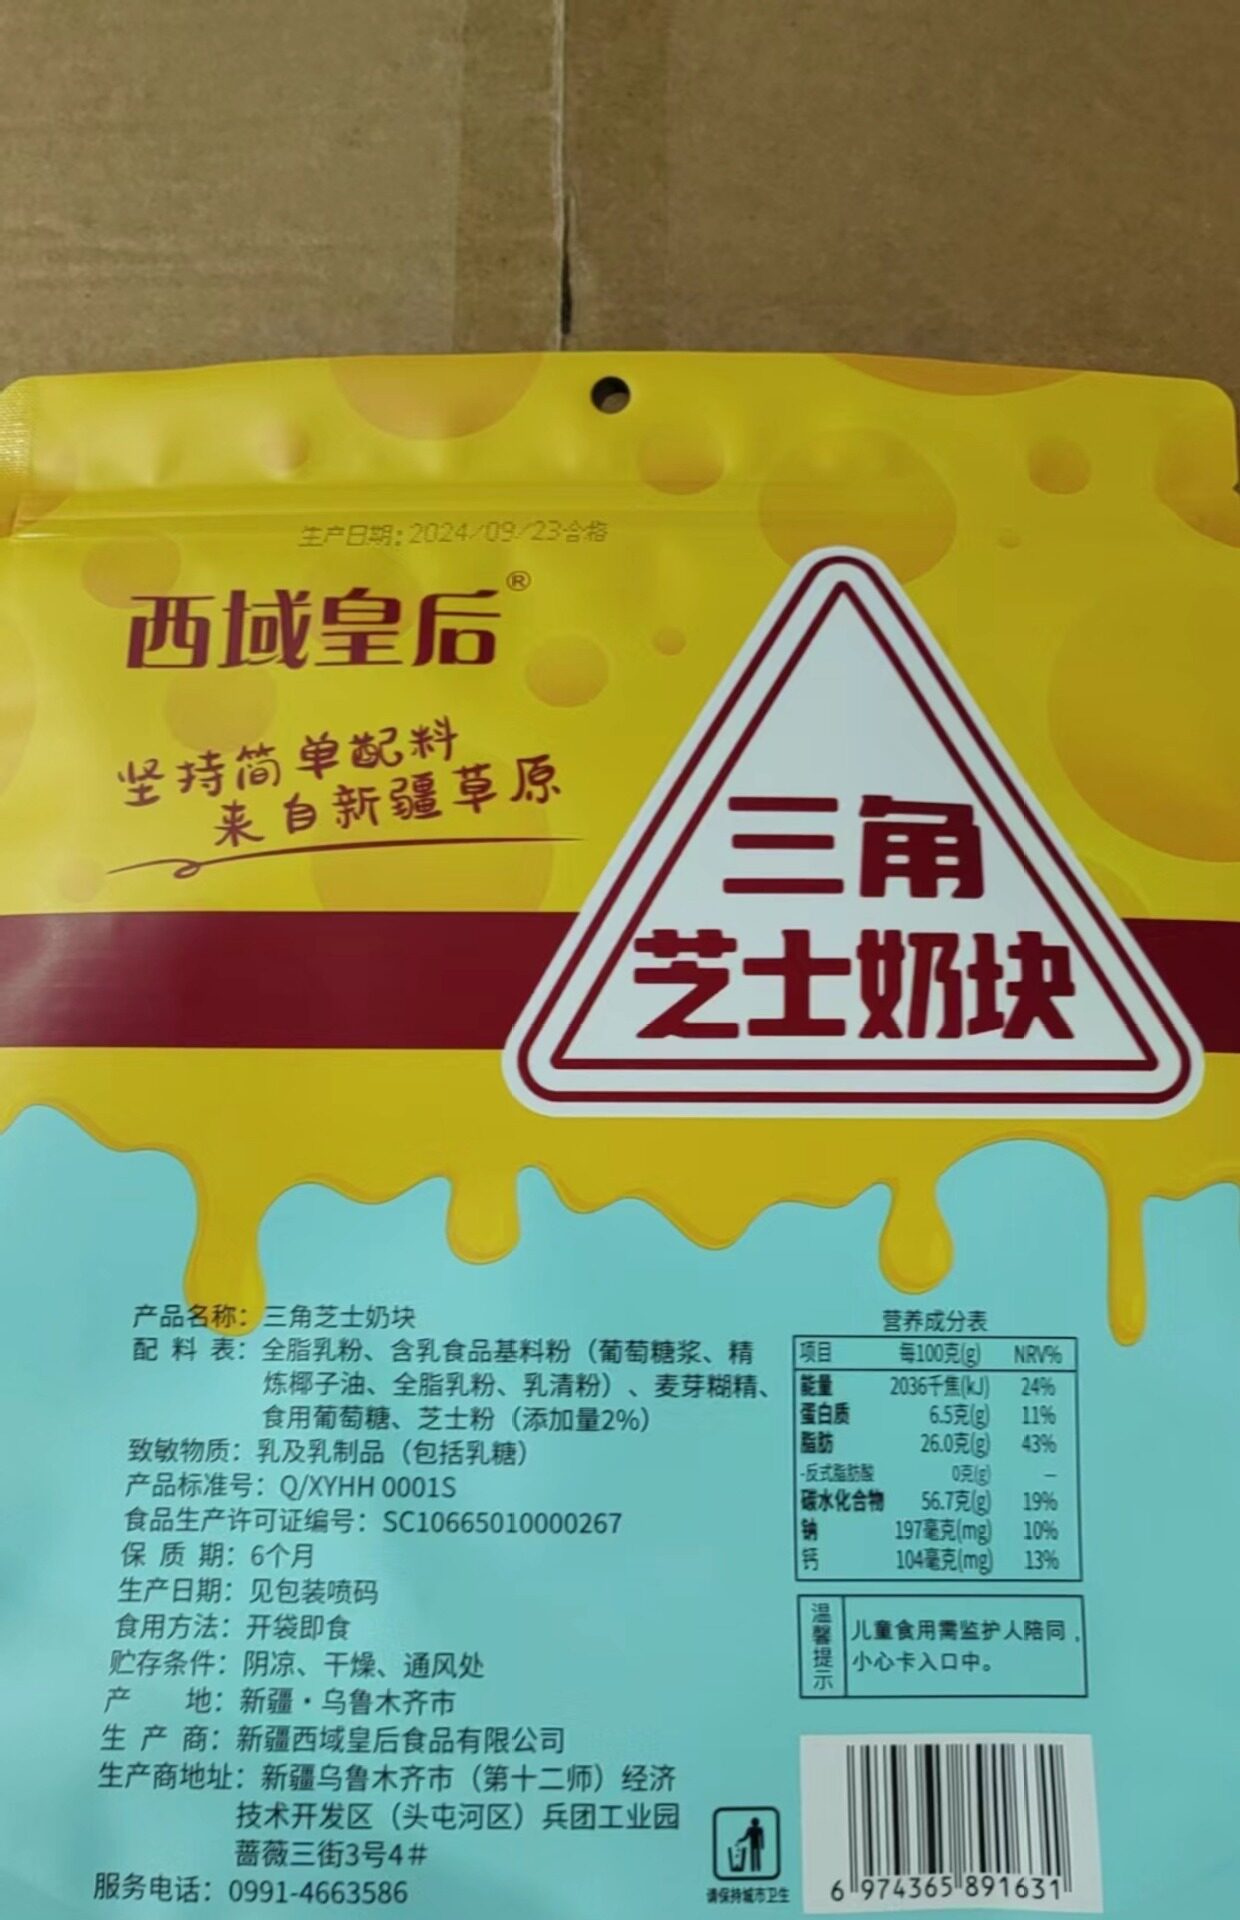 生产日期:2024/09/23合格
西域皇后®
坚持简单配料
来自新疆草原
三角
芝士奶块
产品名称：三角芝士奶块
配 料 表：全脂乳粉、含乳食品基料粉（葡萄糖浆、精
炼椰子油、全脂乳粉、乳清粉）、麦芽糊精、
食用葡萄糖、芝士粉（添加量2%）
致敏物质：乳及乳制品（包括乳糖）
产品标准号：Q/XYHH 0001S
食品生产许可证编号：SC10665010000267
保 质 期：6个月
生产日期：见包装喷码
食用方法：开袋即食
贮存条件：阴凉、干燥、通风处
产 地：新疆·乌鲁木齐市
生 产 商：新疆西域皇后食品有限公司
生产商地址：新疆乌鲁木齐市（第十二师）经济
技术开发区（头屯河区）兵团工业园
蔷薇三街3号4#
服务电话：0991-4663586
营养成分表
项目 每100克(g) NRV%
能量 2036千焦(kJ) 24%
蛋白质 6.5克(g) 11%
脂肪 26.0克(g) 43%
-反式脂肪酸 0克(g) —
碳水化合物 56.7克(g) 19%
钠 197毫克(mg) 10%
钙 104毫克(mg) 13%
温馨提示
儿童食用需监护人陪同，
小心卡入口中。
请保持城市卫生
6 974365 891631